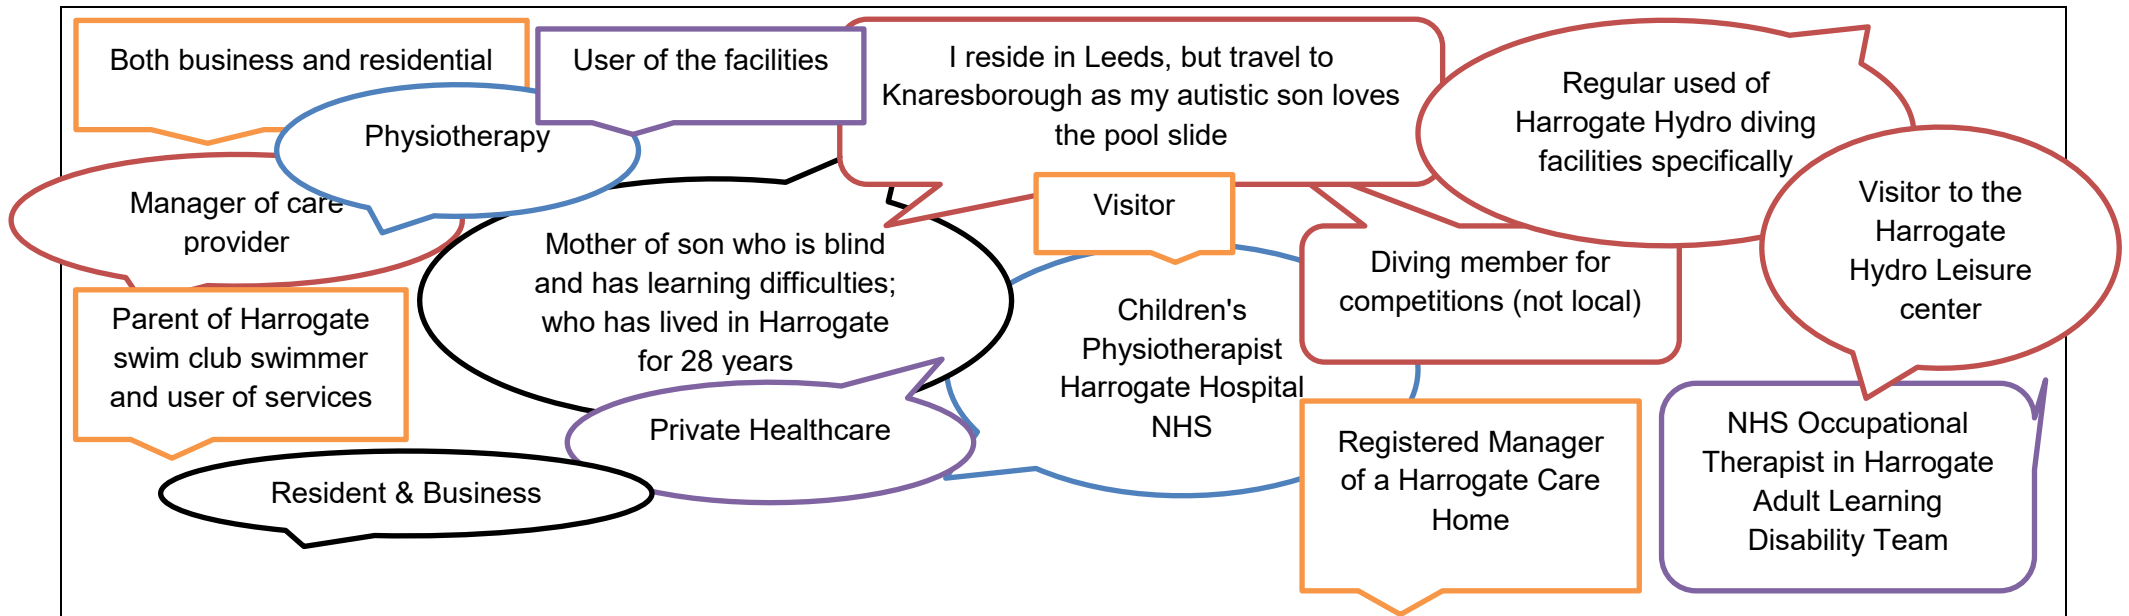 Both business and residential
User of the facilities
I reside in Leeds, but travel to
Knaresborough as my autistic son loves
the pool slide
Regular used of
Harrogate Hydro diving
facilities specifically
Physiotherapy
Visitor to the
Harrogate
Hydro Leisure
center
Manager of care
provider
Visitor
Mother of son who is blind
and has learning difficulties;
who has lived in Harrogate
for 28 years
Diving member for
competitions (not local)
Children's
Physiotherapist
Harrogate Hospital
NHS
Parent of Harrogate
swim club swimmer
and user of services
Private Healthcare
Registered Manager
of a Harrogate Care
Home
NHS Occupational
Therapist in Harrogate
Adult Learning
Disability Team
Resident & Business